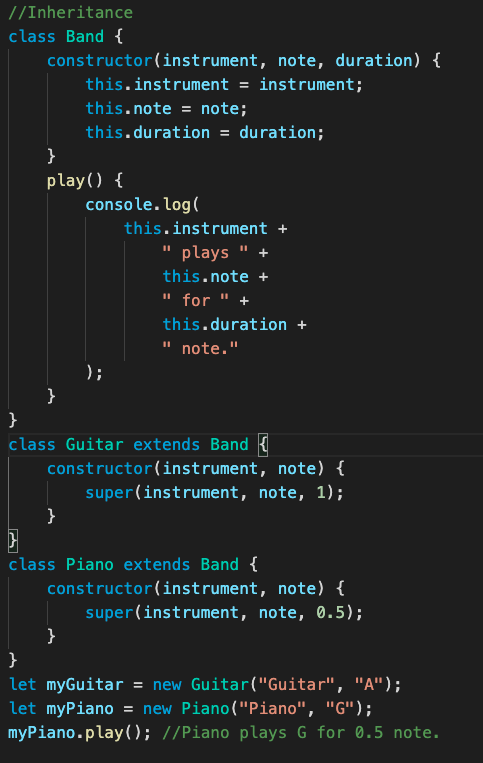 //Inheritance
class Band {
    constructor(instrument, note, duration) {
        this.instrument = instrument;
        this.note = note;
        this.duration = duration;
    }
    play() {
        console.log(
            this.instrument +
                " plays " +
                this.note +
                " for " +
                this.duration +
                " note."
        );
    }
}
class Guitar extends Band {
    constructor(instrument, note) {
        super(instrument, note, 1);
    }
}
class Piano extends Band {
    constructor(instrument, note) {
        super(instrument, note, 0.5);
    }
}
let myGuitar = new Guitar("Guitar", "A");
let myPiano = new Piano("Piano", "G");
myPiano.play(); //Piano plays G for 0.5 note.